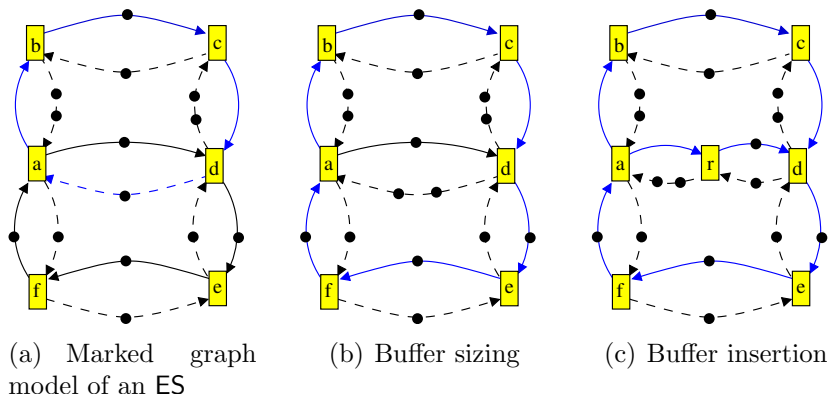 b c b c b c
a d a d a r d
f e f e f e
(a) Marked graph
model of an ES
(b) Buffer sizing
(c) Buffer insertion